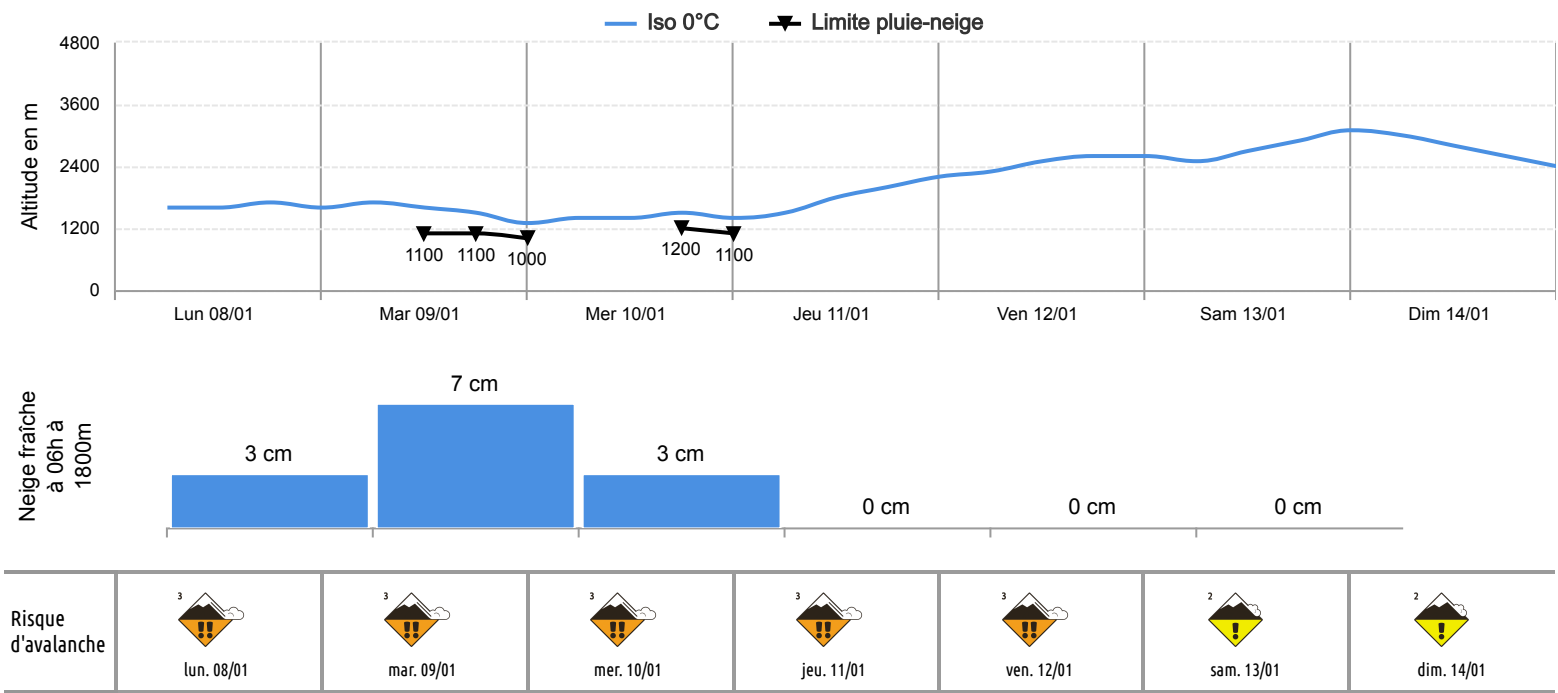 Iso 0°C Limite pluie-neige
4800
3600
2400
1200
0
Altitude en m
1100 1100 1000 1200 1100
Lun 08/01 Mar 09/01 Mer 10/01 Jeu 11/01 Ven 12/01 Sam 13/01 Dim 14/01
Neige fraîche
à 06h à
1800m
3 cm 7 cm 3 cm 0 cm 0 cm 0 cm
Risque
d'avalanche
3 3 3 3 3 2 2
!! !! !! !! !! ! !
lun. 08/01 mar. 09/01 mer. 10/01 jeu. 11/01 ven. 12/01 sam. 13/01 dim. 14/01